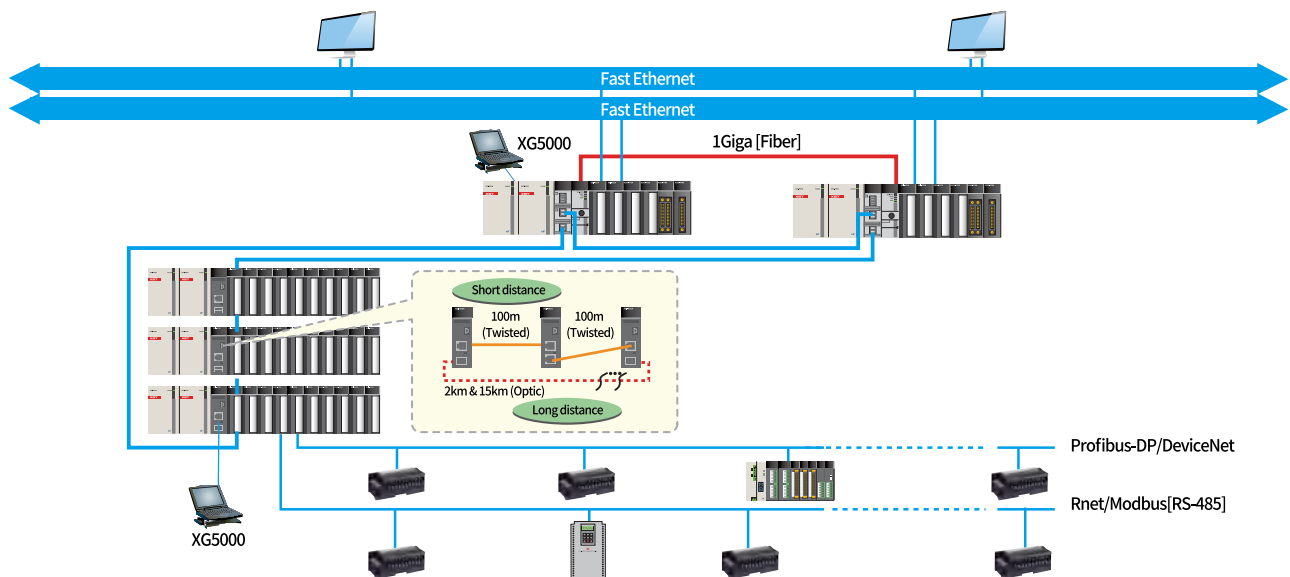 Fast Ethernet
Fast Ethernet
XG5000
1Giga [Fiber]
Short distance
100m
(Twisted)
100m
(Twisted)
2km & 15km (Optic)
Long distance
Profibus-DP/DeviceNet
Rnet/Modbus[RS-485]
XG5000